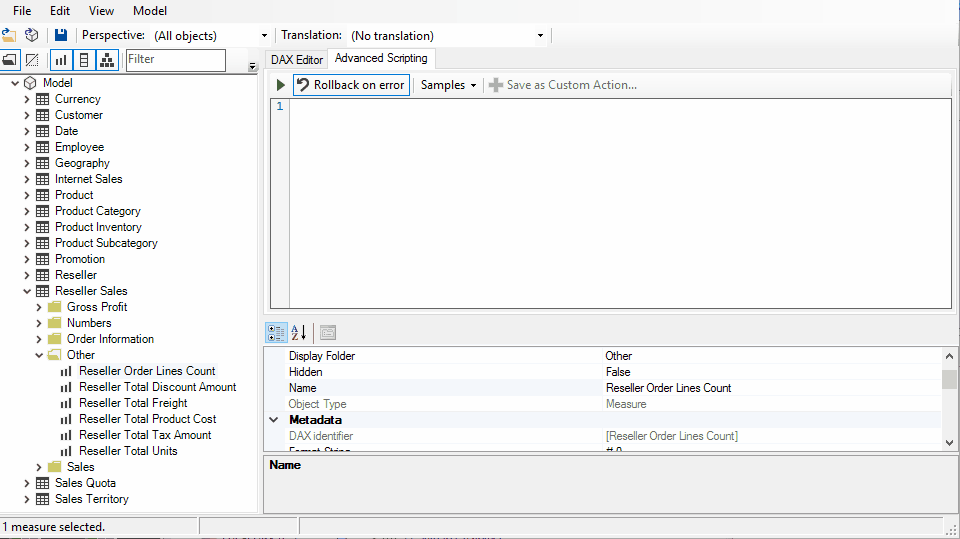 File Edit View Model
Perspective: (All objects) Translation: (No translation)
Filter
DAX Editor Advanced Scripting
Rollback on error Samples Save as Custom Action...
1
Model
Currency
Customer
Date
Employee
Geography
Internet Sales
Product
Product Category
Product Inventory
Product Subcategory
Promotion
Reseller
Reseller Sales
Gross Profit
Numbers
Order Information
Other
Reseller Order Lines Count
Reseller Total Discount Amount
Reseller Total Freight
Reseller Total Product Cost
Reseller Total Tax Amount
Reseller Total Units
Sales
Sales Quota
Sales Territory
Display Folder Other
Hidden False
Name Reseller Order Lines Count
Object Type Measure
Metadata
DAX identifier [Reseller Order Lines Count]
Format String #,0
Name
1 measure selected.